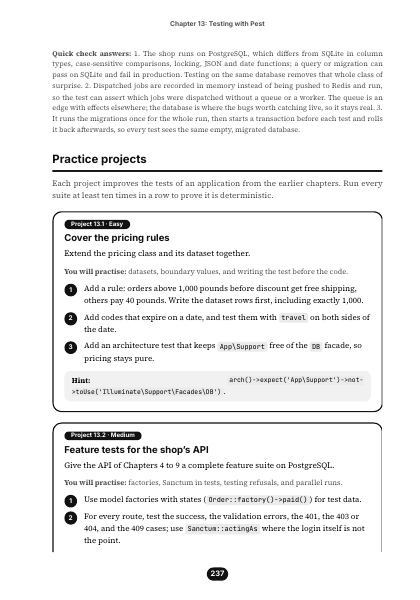 Chapter 13: Testing with Pest
Quick check answers: 1. The shop runs on PostgreSQL, which differs from SQLite in column
types, case-sensitive comparisons, locking, JSON and date functions; a query or migration can
pass on SQLite and fail in production. Testing on the same database removes that whole class of
surprise. 2. Dispatched jobs are recorded in memory instead of being pushed to Redis and run,
so the test can assert which jobs were dispatched without a queue or a worker. The queue is an
edge with effects elsewhere; the database is where the bugs worth catching live, so it stays real. 3.
It runs the migrations once for the whole run, then starts a transaction before each test and rolls
it back afterwards, so every test sees the same empty, migrated database.
Practice projects
Each project improves the tests of an application from the earlier chapters. Run every
suite at least ten times in a row to prove it is deterministic.
Project 13.1 · Easy
Cover the pricing rules
Extend the pricing class and its dataset together.
You will practise: datasets, boundary values, and writing the test before the code.
1 Add a rule: orders above 1,000 pounds before discount get free shipping,
others pay 40 pounds. Write the dataset rows first, including exactly 1,000.
2 Add codes that expire on a date, and test them with travel on both sides of
the date.
3 Add an architecture test that keeps App\Support free of the DB facade, so
pricing stays pure.
Hint: arch()->expect('App\Support')->not-
>toUse('Illuminate\Support\Facades\DB') .
Project 13.2 · Medium
Feature tests for the shop's API
Give the API of Chapters 4 to 9 a complete feature suite on PostgreSQL.
You will practise: factories, Sanctum in tests, testing refusals, and parallel runs.
1 Use model factories with states ( Order::factory()->paid() ) for test data.
2 For every route, test the success, the validation errors, the 401, the 403 or
404, and the 409 cases; use Sanctum::actingAs where the login itself is not
the point.
237